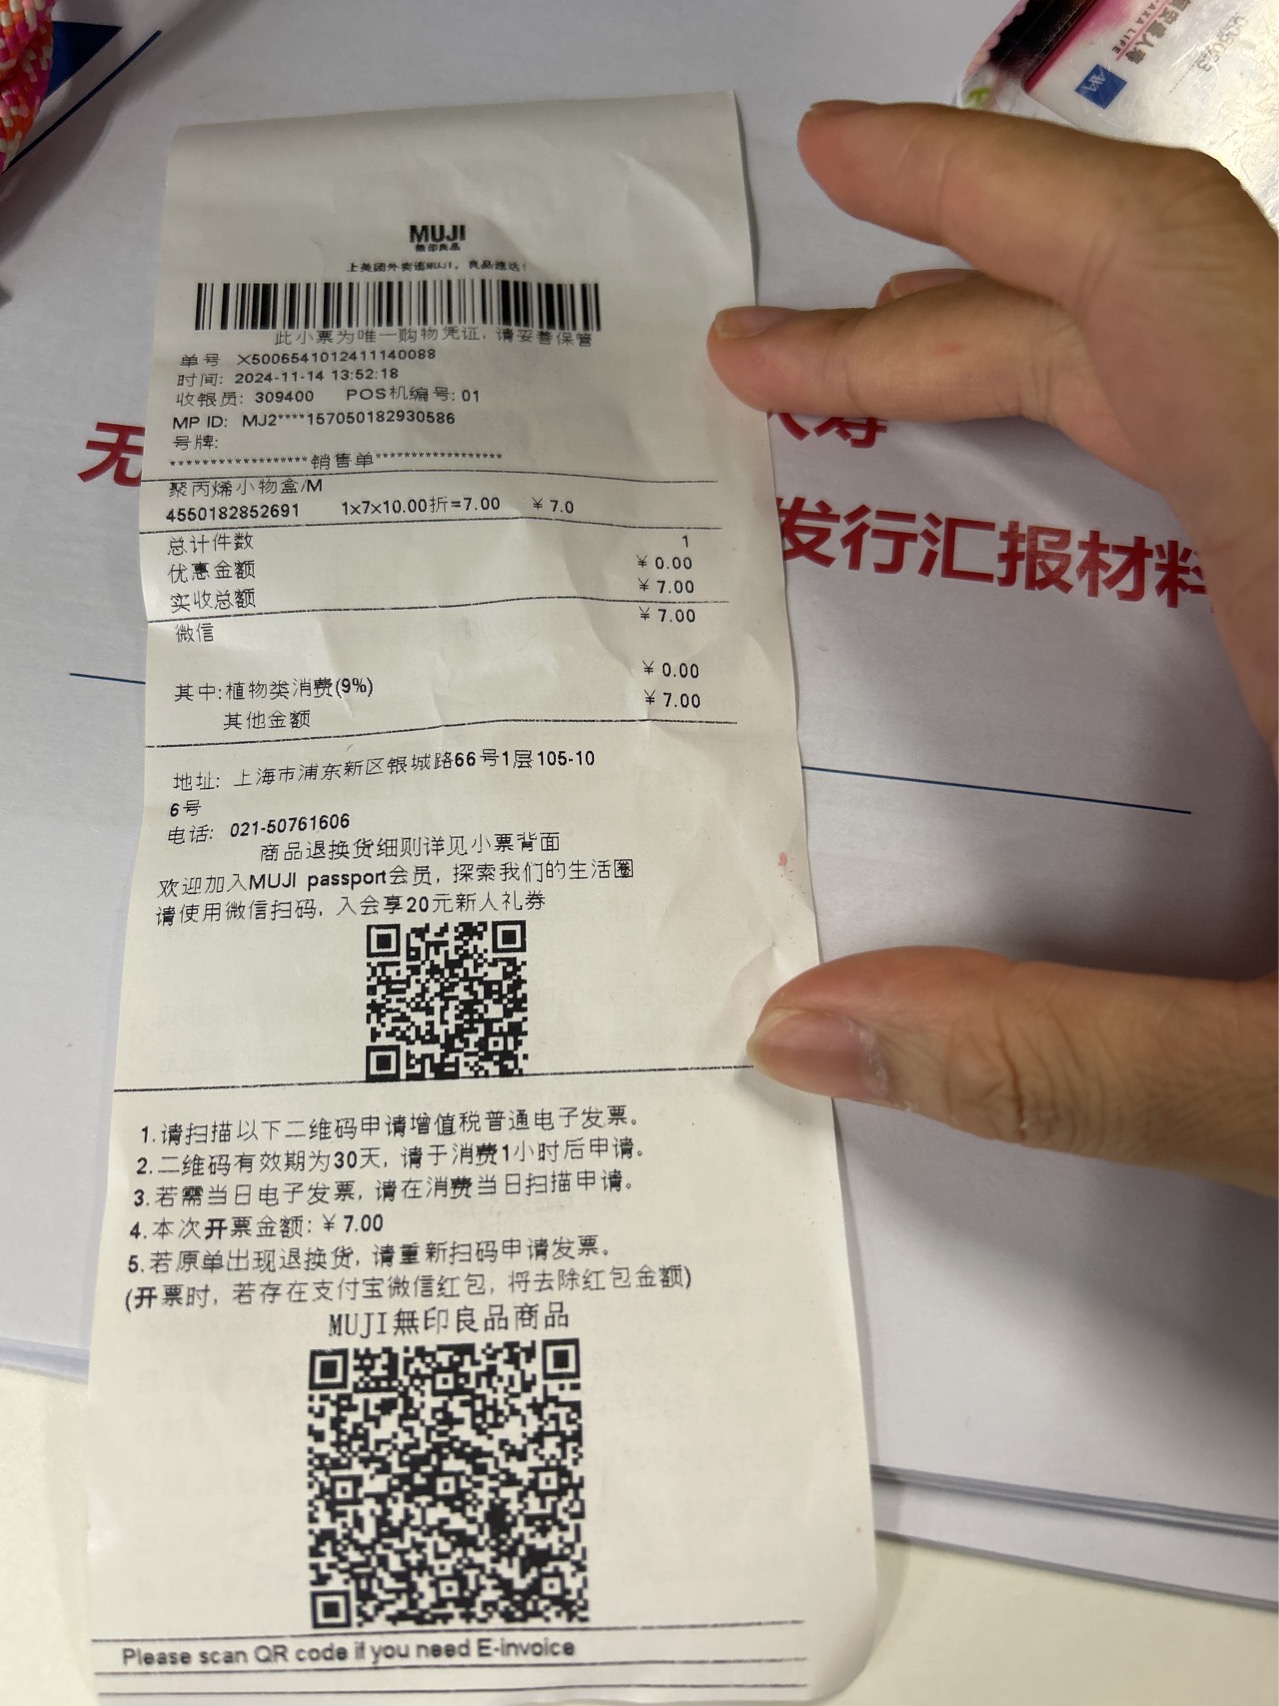 MUJI
無印良品
上美团外卖逛MUJI，良品速达！
此小票为唯一购物凭证，请妥善保管
单号 X5006541012411140088
时间: 2024-11-14 13:52:18
收银员: 309400 POS机编号: 01
MP ID: MJ2****157050182930586
号牌:
******************销售单******************
聚丙烯小物盒/M
4550182852691 1x7x10.00折=7.00 ￥7.0
总计件数 1
优惠金额 ￥0.00
实收总额 ￥7.00
微信 ￥7.00
其中:植物类消费(9%) ￥0.00
其他金额 ￥7.00
地址: 上海市浦东新区银城路66号1层105-10
6号
电话: 021-50761606
商品退换货细则详见小票背面
欢迎加入MUJI passport会员, 探索我们的生活圈
请使用微信扫码, 入会享20元新人礼券
1.请扫描以下二维码申请增值税普通电子发票。
2.二维码有效期为30天, 请于消费1小时后申请。
3.若需当日电子发票, 请在消费当日扫描申请。
4.本次开票金额: ￥7.00
5.若原单出现退换货, 请重新扫码申请发票。
(开票时, 若存在支付宝微信红包, 将去除红包金额)
MUJI無印良品商品
Please scan QR code if you need E-invoice
无
人寿
发行汇报材料